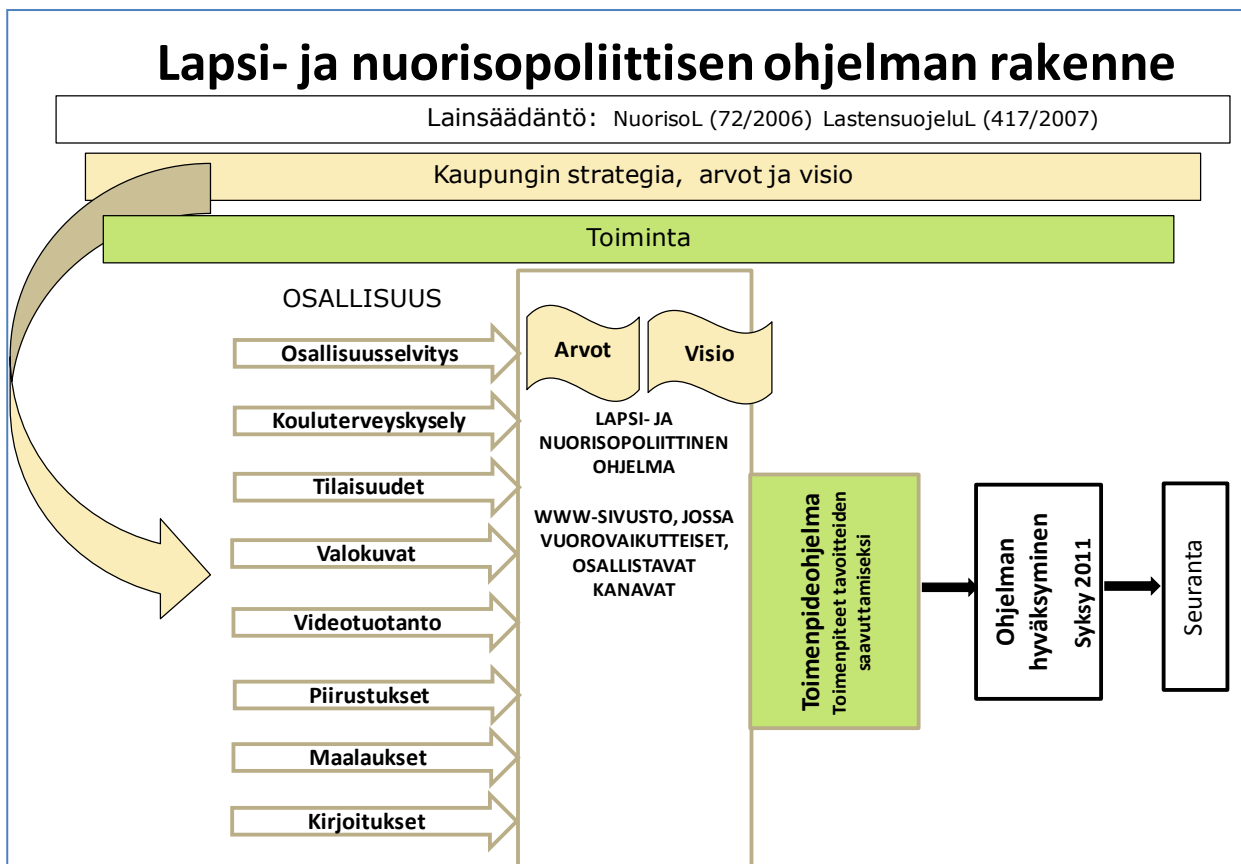 Lapsi- ja nuorisopoliittisen ohjelman rakenne
Lainsäädäntö: NuorisoL (72/2006) LastensuojeluL (417/2007)
Kaupungin strategia, arvot ja visio
Toiminta
OSALLISUUS
Osallisuusselvitys
Kouluterveyskysely
Tilaisuudet
Valokuvat
Videotuotanto
Piirustukset
Maalaukset
Kirjoitukset
Arvot
Visio
LAPSI- JA
NUORISOPOLIITTINEN
OHJELMA
WWW-SIVUSTO, JOSSA
VUOROVAIKUTTEISET,
OSALLISTAVAT
KANAVAT
Toimenpideohjelma
Toimenpiteet tavoitteiden
saavuttamiseksi
Ohjelman
hyväksyminen
Syksy 2011
Seuranta